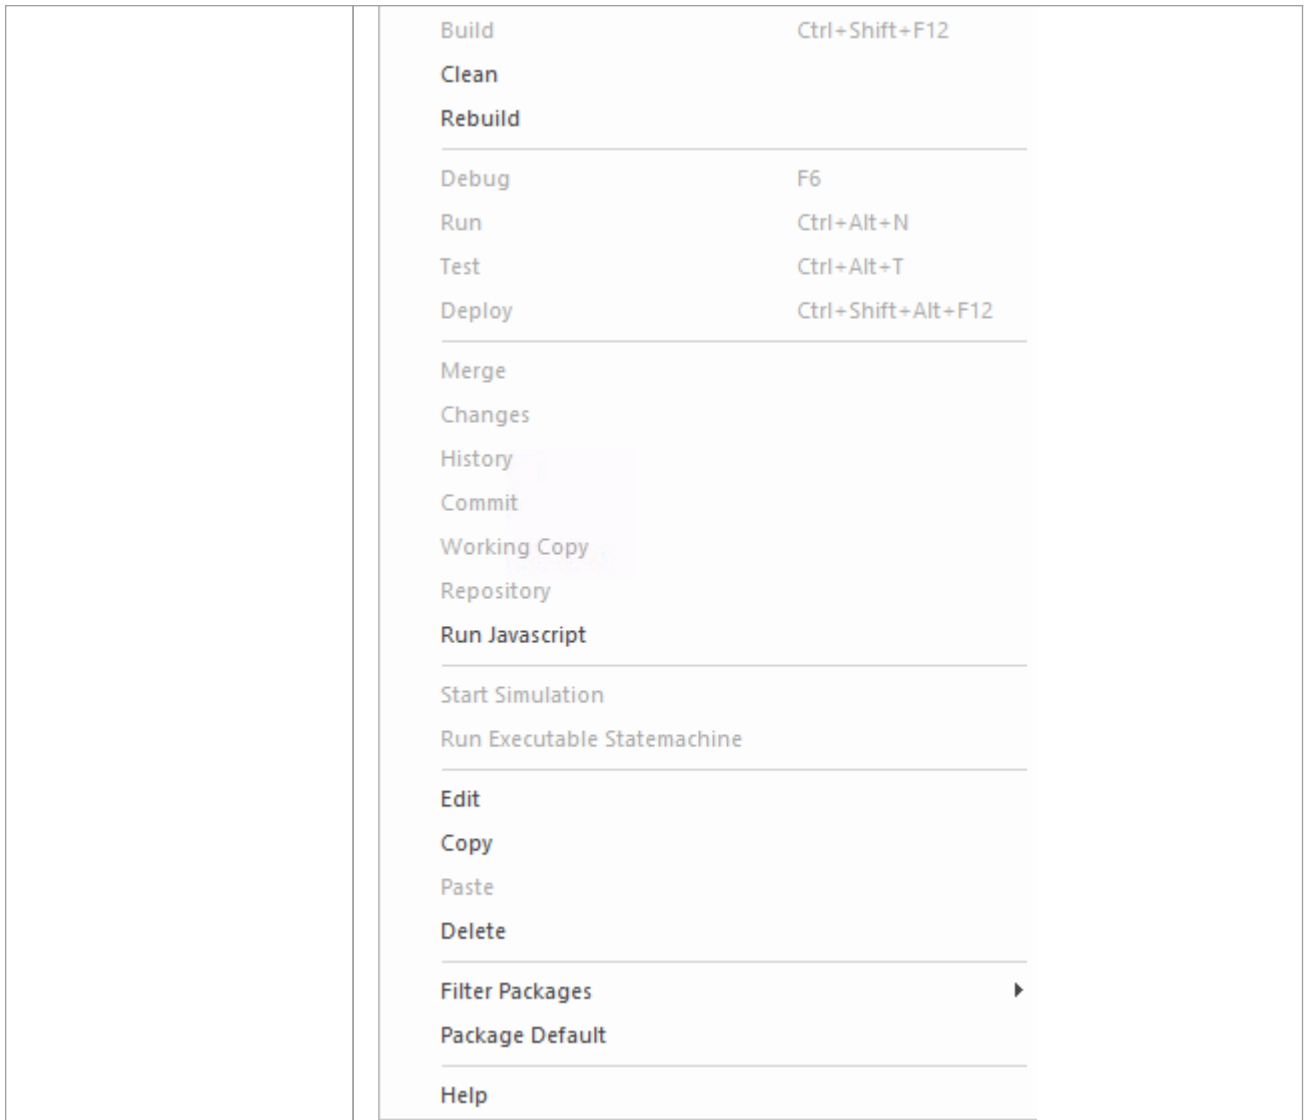 Build Ctrl+Shift+F12
Clean
Rebuild
Debug F6
Run Ctrl+Alt+N
Test Ctrl+Alt+T
Deploy Ctrl+Shift+Alt+F12
Merge
Changes
History
Commit
Working Copy
Repository
Run Javascript
Start Simulation
Run Executable Statemachine
Edit
Copy
Paste
Delete
Filter Packages
Package Default
Help